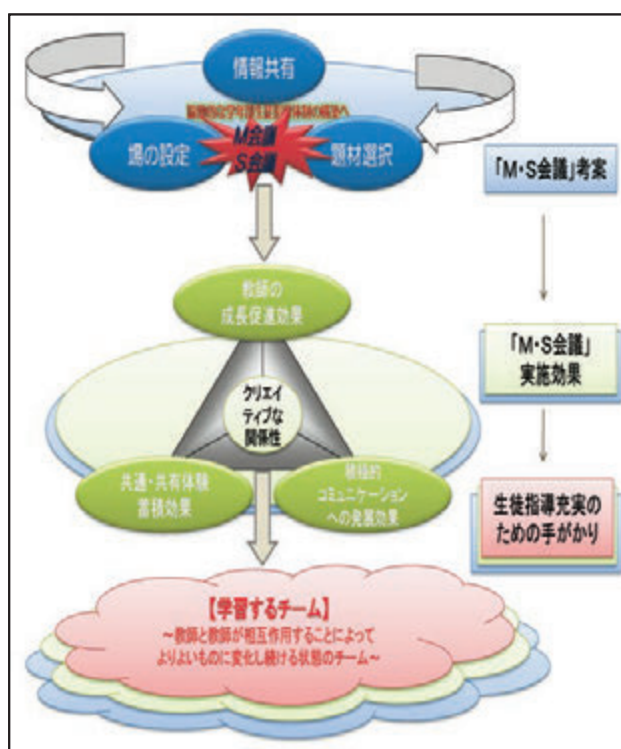 情報共有
M会議
S会議
場の設定
題材選択
「M・S会議」考案
教師の
成長促進効果
「M・S会議」
実施効果
クリエイ
ティブな
関係性
共通・共有体験
蓄積効果
積極的
コミュニケーション
への発展効果
生徒指導充実の
ための手がかり
【学習するチーム】
～教師と教師が相互作用することによって
よりよいものに変化し続ける状態のチーム～